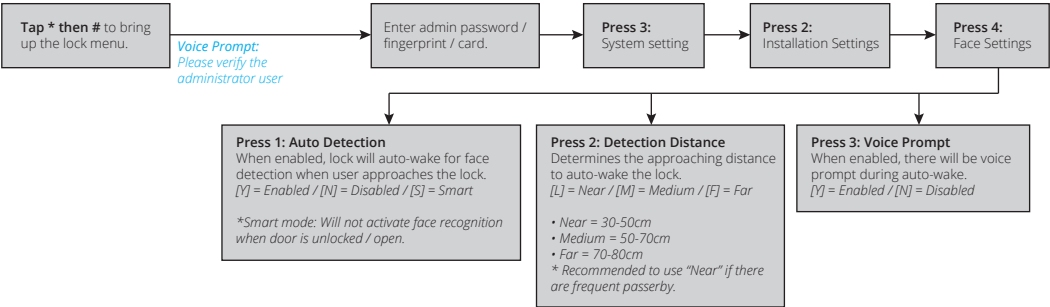 Tap * then # to bring
up the lock menu.
Voice Prompt:
Please verify the
administrator user
Enter admin password /
fingerprint / card.
Press 3:
System setting
Press 2:
Installation Settings
Press 4:
Face Settings
Press 1: Auto Detection
When enabled, lock will auto-wake for face
detection when user approaches the lock.
[Y] = Enabled / [N] = Disabled / [S] = Smart
*Smart mode: Will not activate face recognition
when door is unlocked / open.
Press 2: Detection Distance
Determines the approaching distance
to auto-wake the lock.
[L] = Near / [M] = Medium / [F] = Far
• Near = 30-50cm
• Medium = 50-70cm
• Far = 70-80cm
* Recommended to use “Near” if there
are frequent passerby.
Press 3: Voice Prompt
When enabled, there will be voice
prompt during auto-wake.
[Y] = Enabled / [N] = Disabled